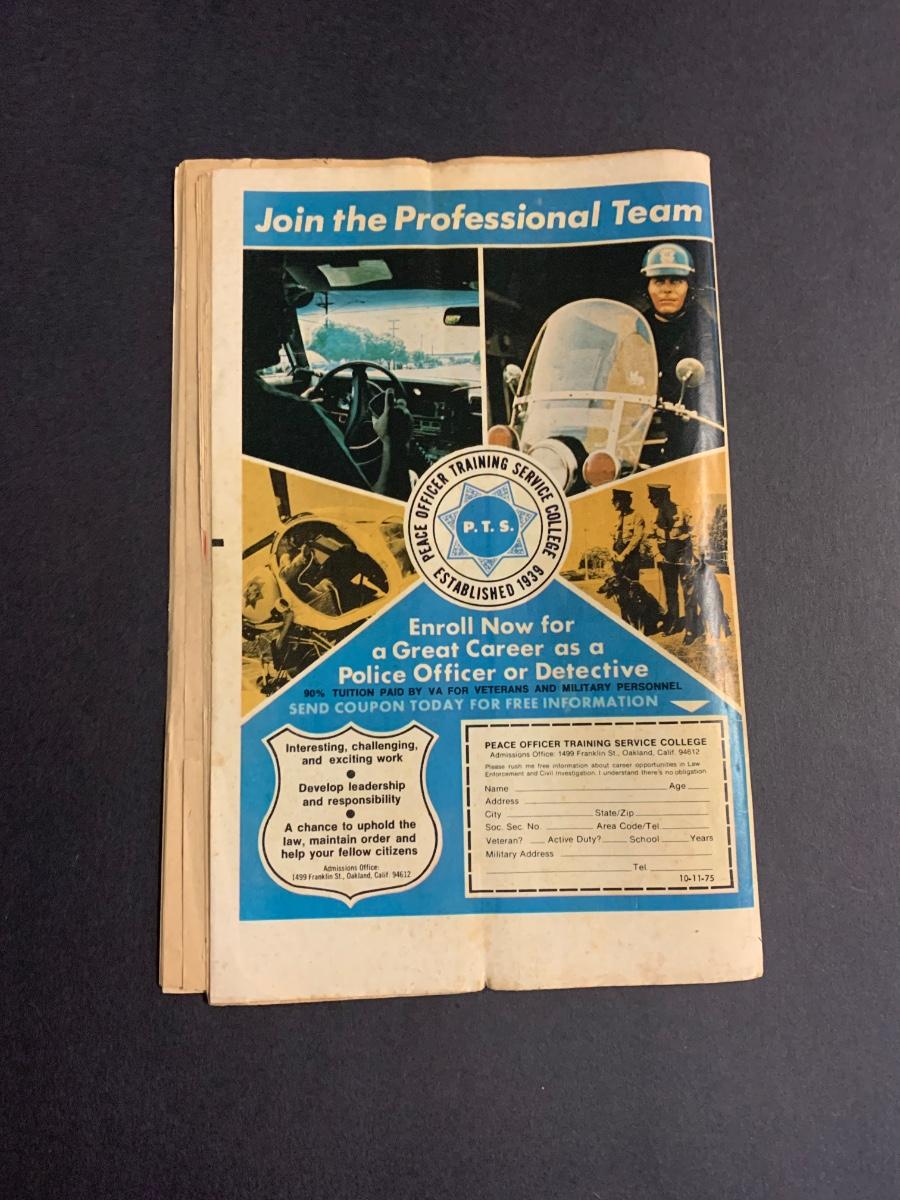 Join the Professional Team
PEACE OFFICER TRAINING SERVICE COLLEGE
P.T.S.
ESTABLISHED 1939
Enroll Now for
a Great Career as a
Police Officer or Detective
90% TUITION PAID BY VA FOR VETERANS AND MILITARY PERSONNEL
SEND COUPON TODAY FOR FREE INFORMATION
Interesting, challenging,
and exciting work
Develop leadership
and responsibility
A chance to uphold the
law, maintain order and
help your fellow citizens
Admissions Office:
1499 Franklin St., Oakland, Calif. 94612
PEACE OFFICER TRAINING SERVICE COLLEGE
Admissions Office: 1499 Franklin St., Oakland, Calif. 94612
Please rush me free information about career opportunities in Law
Enforcement and Civil Investigation. I understand there's no obligation.
Name Age
Address
City State/Zip
Soc. Sec. No. Area Code/Tel.
Veteran? Active Duty? School Years
Military Address
Tel.
10-11-75